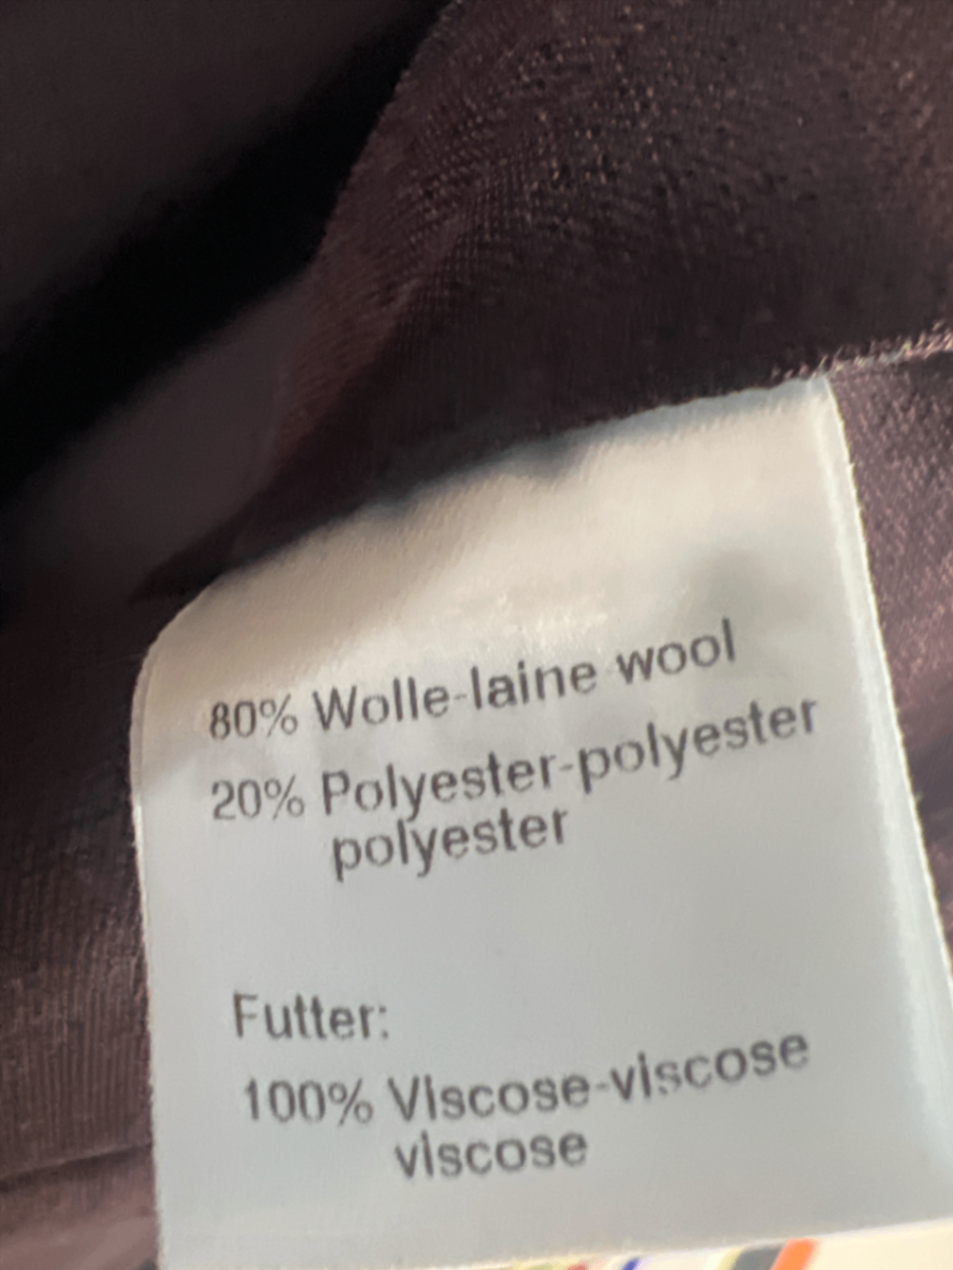 80% Wolle-laine wool
20% Polyester-polyester
polyester
Futter:
100% Viscose-viscose
viscose